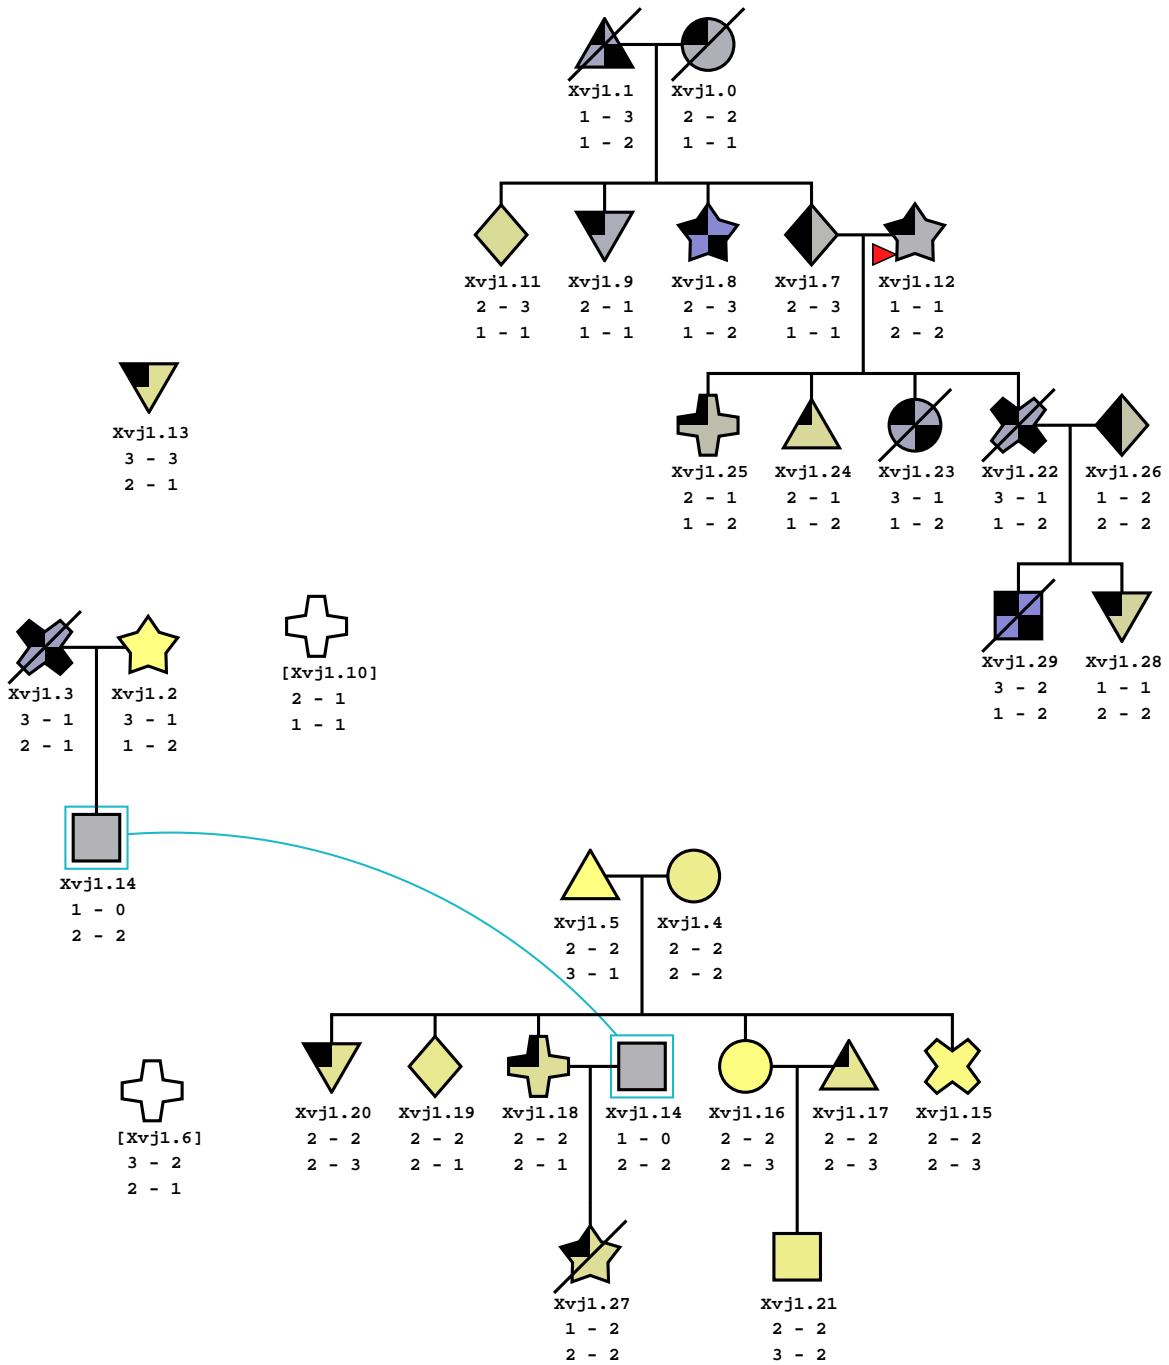 Xvj1.1 Xvj1.0
1 - 3 2 - 2
1 - 2 1 - 1
Xvj1.11 Xvj1.9 Xvj1.8 Xvj1.7 Xvj1.12
2 - 3 2 - 1 2 - 3 2 - 3 1 - 1
1 - 1 1 - 1 1 - 2 1 - 1 2 - 2
Xvj1.13
3 - 3
2 - 1
Xvj1.25 Xvj1.24 Xvj1.23 Xvj1.22 Xvj1.26
2 - 1 2 - 1 3 - 1 3 - 1 1 - 2
1 - 2 1 - 2 1 - 2 1 - 2 2 - 2
Xvj1.29 Xvj1.28
3 - 2 1 - 1
1 - 2 2 - 2
Xvj1.3 Xvj1.2
3 - 1 3 - 1
2 - 1 1 - 2
[Xvj1.10]
2 - 1
1 - 1
Xvj1.14
1 - 0
2 - 2
Xvj1.5 Xvj1.4
2 - 2 2 - 2
3 - 1 2 - 2
Xvj1.20 Xvj1.19 Xvj1.18 Xvj1.14 Xvj1.16 Xvj1.17 Xvj1.15
2 - 2 2 - 2 2 - 2 1 - 0 2 - 2 2 - 2 2 - 2
2 - 3 2 - 1 2 - 1 2 - 2 2 - 3 2 - 3 2 - 3
[Xvj1.6]
3 - 2
2 - 1
Xvj1.27 Xvj1.21
1 - 2 2 - 2
2 - 2 3 - 2